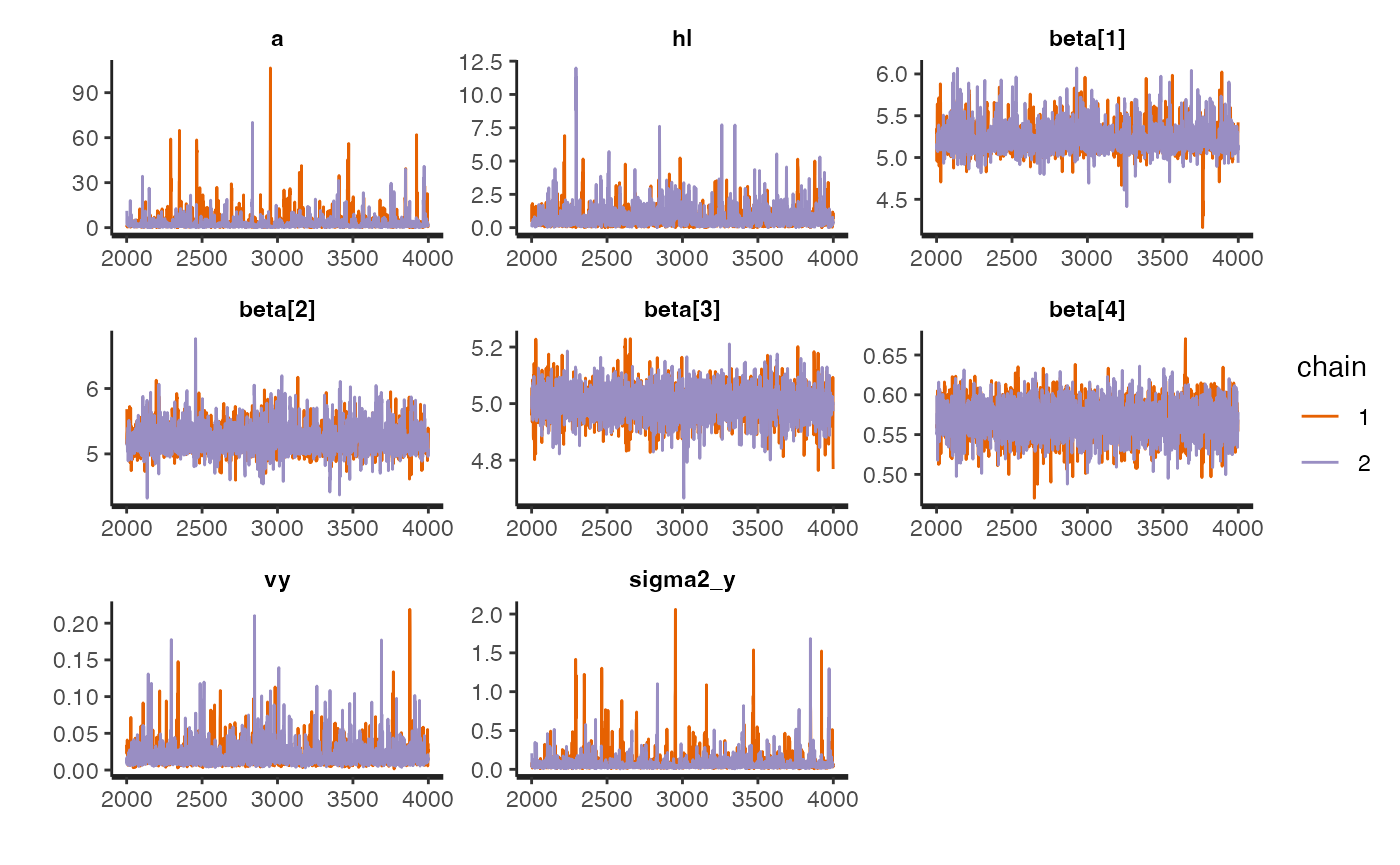 a
hl
beta[1]
90
60
30
0
2000 2500 3000 3500 4000
12.5
10.0
7.5
5.0
2.5
0.0
2000 2500 3000 3500 4000
6.0
5.5
5.0
4.5
2000 2500 3000 3500 4000
beta[2]
beta[3]
beta[4]
6
5
2000 2500 3000 3500 4000
5.2
5.0
4.8
2000 2500 3000 3500 4000
0.65
0.60
0.55
0.50
2000 2500 3000 3500 4000
chain
1
2
vy
sigma2_y
0.20
0.15
0.10
0.05
0.00
2000 2500 3000 3500 4000
2.0
1.5
1.0
0.5
0.0
2000 2500 3000 3500 4000